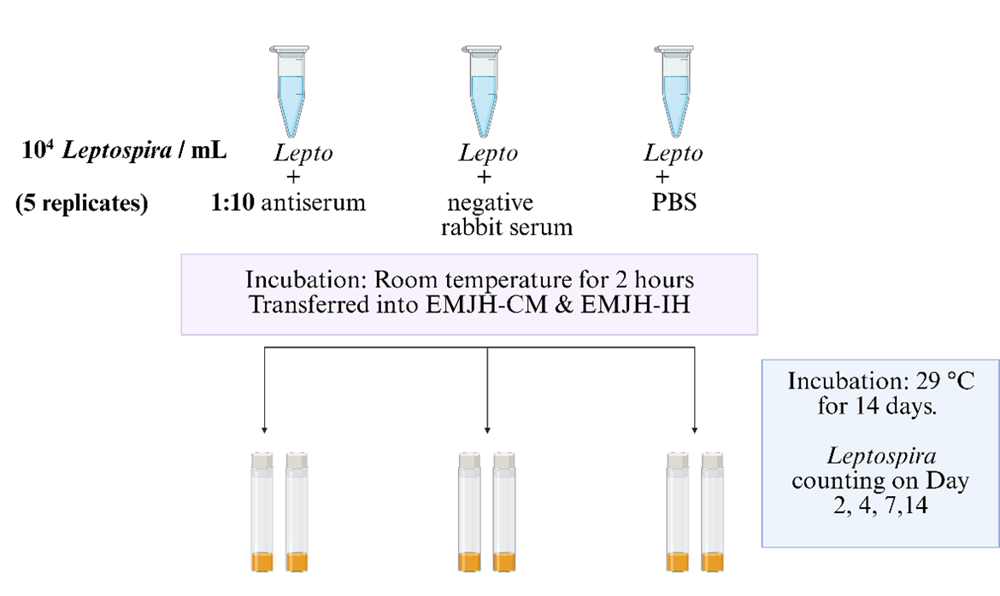 10⁴ Leptospira / mL
(5 replicates)
Lepto
+
1:10 antiserum
Lepto
+
negative
rabbit serum
Lepto
+
PBS
Incubation: Room temperature for 2 hours
Transferred into EMJH-CM & EMJH-IH
Incubation: 29 °C
for 14 days.
Leptospira
counting on Day
2, 4, 7,14